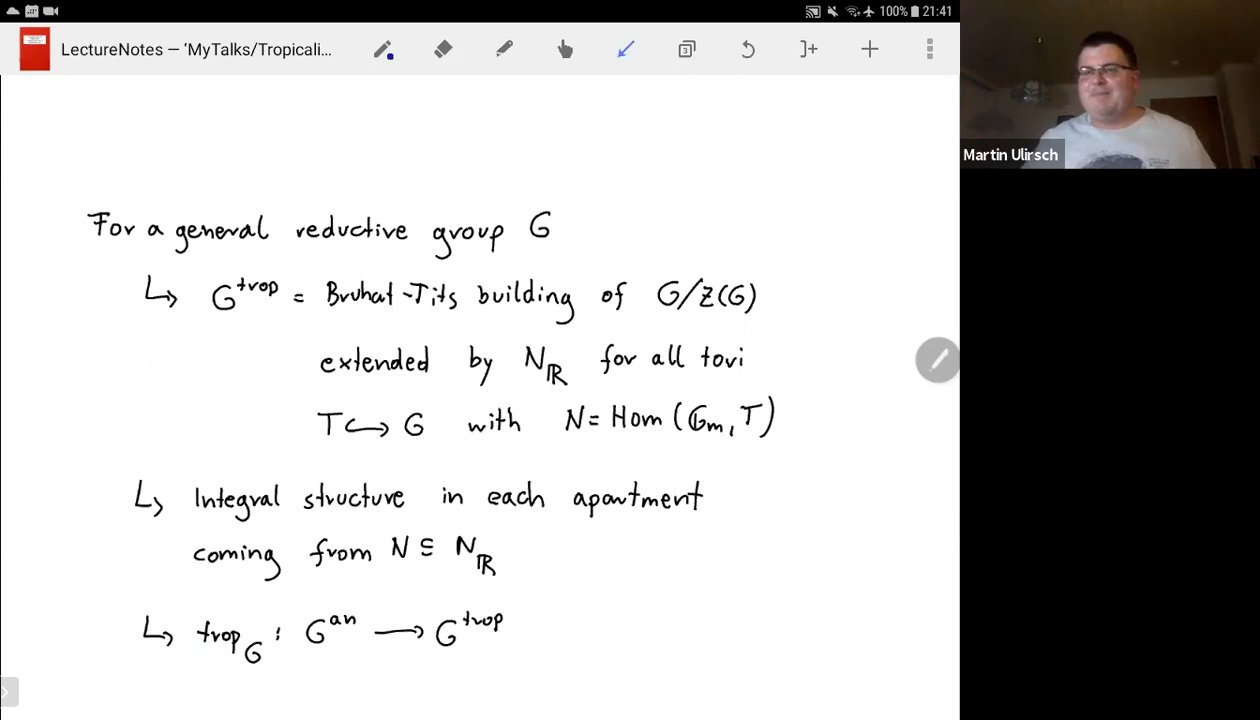 100% 21:41
LectureNotes – 'MyTalks/Tropicali...
Martin Ulirsch
For a general reductive group G
↳ G^trop = Bruhat-Tits building of G/Z(G)
extended by N_ℝ for all tori
T ↪ G with N = Hom(𝔾_m, T)
↳ Integral structure in each apartment
coming from N ⊆ N_ℝ
↳ trop_G : G^an → G^trop